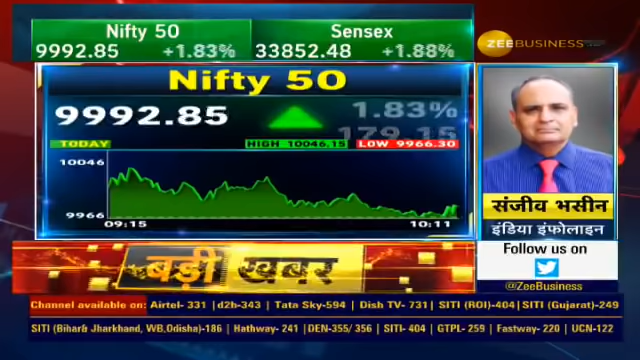 Nifty 50
9992.85 +1.83%
Sensex
33852.48 +1.88%
ZEE BUSINESS
Nifty 50
9992.85
1.83%
179.15
TODAY
HIGH 10046.15 LOW 9966.30
10046
9966
09:15 10:11
संजीव भसीन
इंडिया इंफोलाइन
Follow us on
@ZeeBusiness
बड़ी खबर
Channel available on: Airtel- 331 | d2h-343 | Tata Sky-594 | Dish TV- 731 | SITI (ROI)-404 | SITI (Gujarat)-249
SITI (Bihar& Jharkhand, WB,Odisha)-186 | Hathway- 241 | DEN-355/ 356 | SITI- 404 | GTPL- 259 | Fastway- 220 | UCN-122